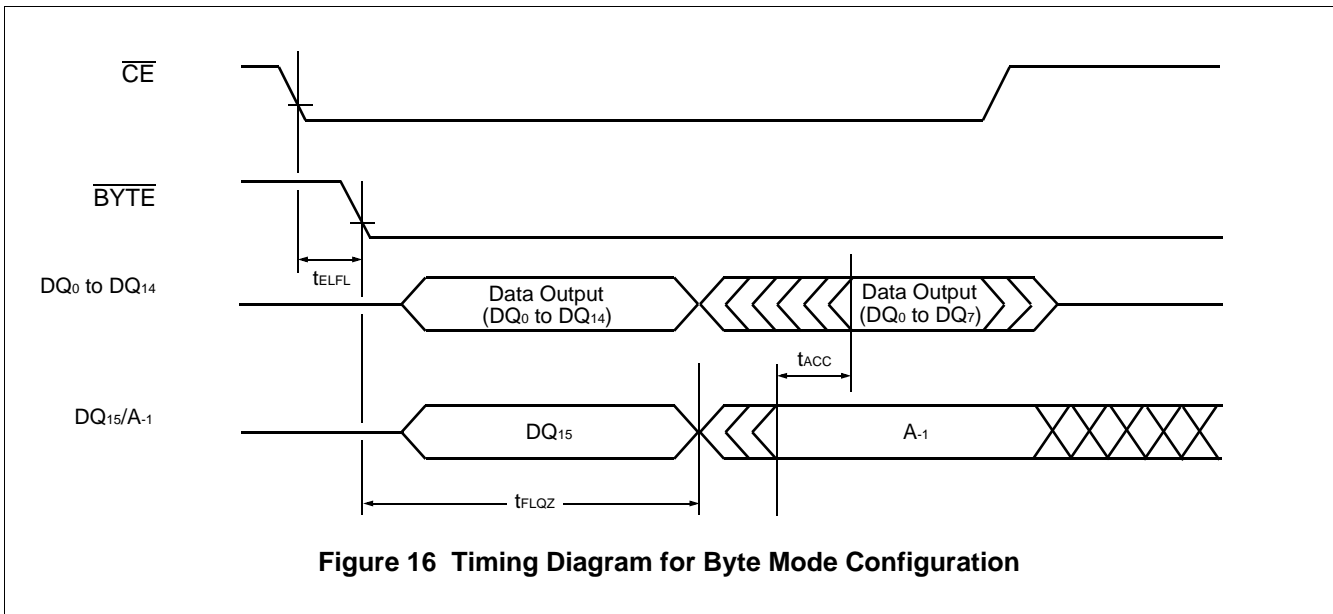 CE
BYTE
tELFL
DQ0 to DQ14
Data Output
(DQ0 to DQ14)
Data Output
(DQ0 to DQ7)
tACC
DQ15/A-1
DQ15
A-1
tFLQZ
Figure 16 Timing Diagram for Byte Mode Configuration